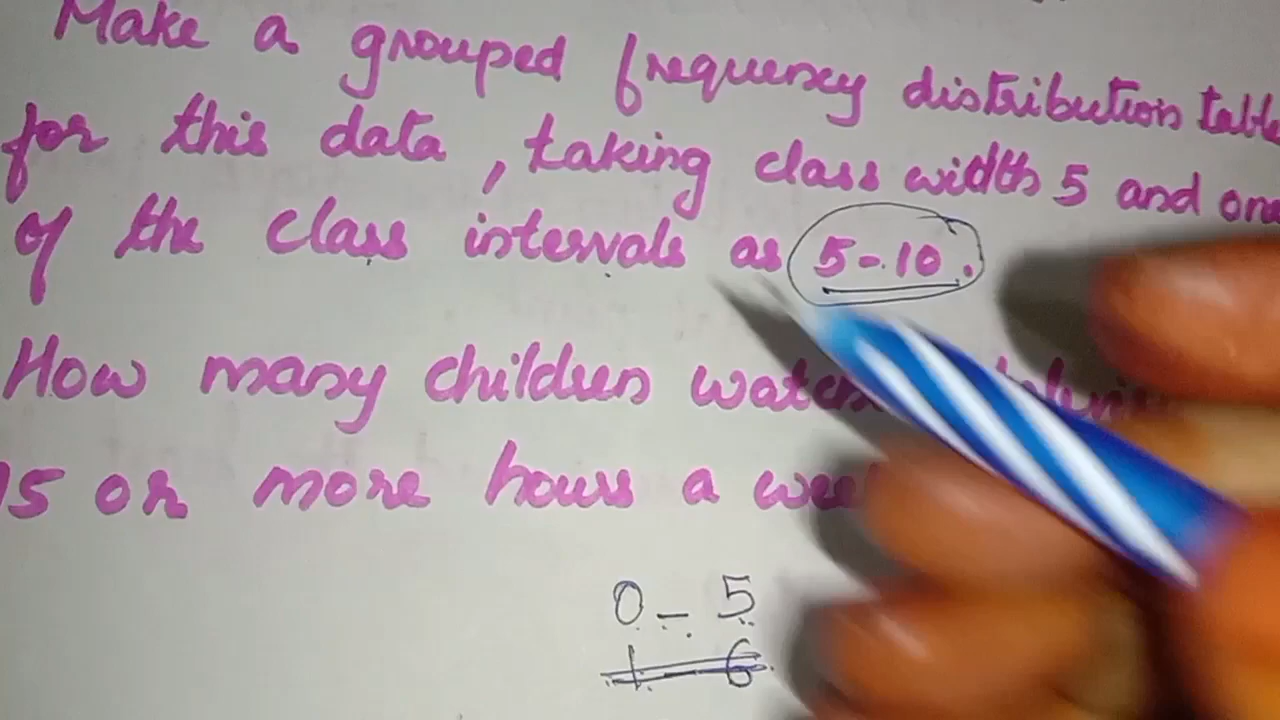 Make a grouped frequency distribution table
for this data, taking class width 5 and one
of the class intervals as 5-10.
How many children
15 or more hours a
0 - 5
1 6